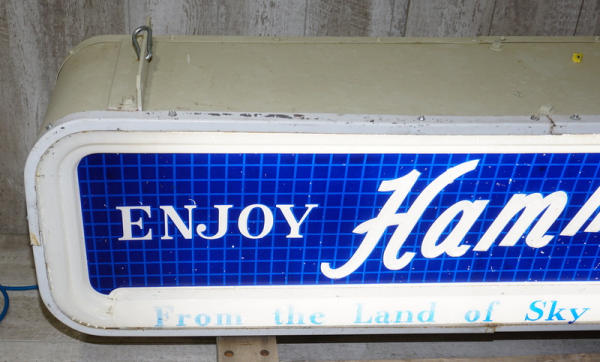 ENJOY Ham
From the Land of Sky